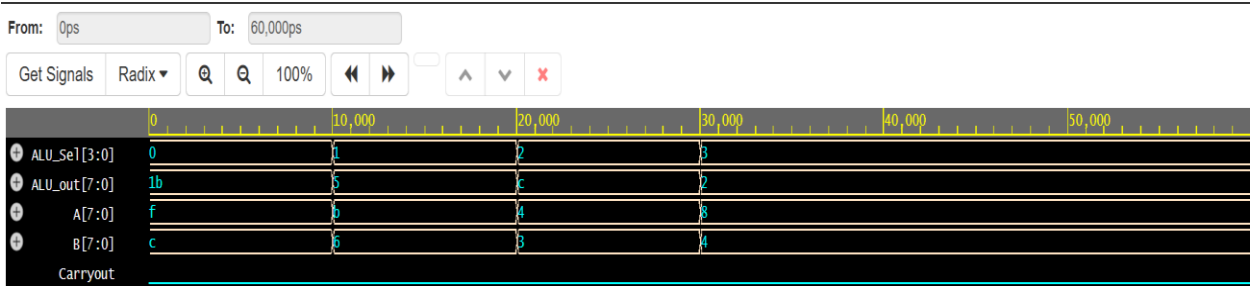 From: 0ps To: 60,000ps
Get Signals Radix 100%
0 10,000 20,000 30,000 40,000 50,000
ALU_Sel[3:0] 0 1 2 3
ALU_out[7:0] 1b 5 c 2
A[7:0] f b 4 8
B[7:0] c 6 3 4
Carryout